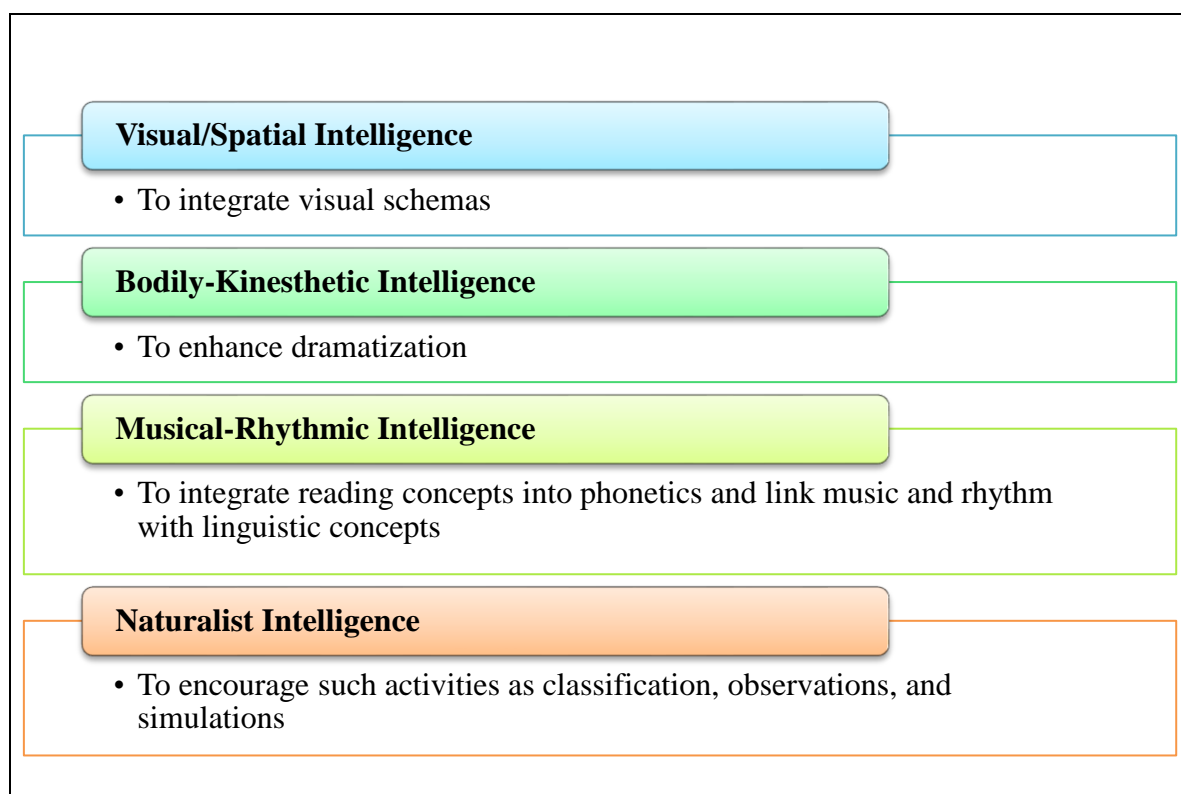 Visual/Spatial Intelligence
• To integrate visual schemas
Bodily-Kinesthetic Intelligence
• To enhance dramatization
Musical-Rhythmic Intelligence
• To integrate reading concepts into phonetics and link music and rhythm
with linguistic concepts
Naturalist Intelligence
• To encourage such activities as classification, observations, and
simulations